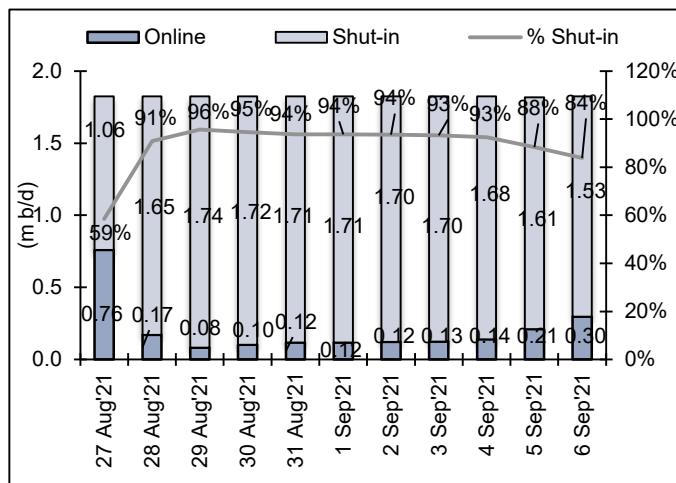 Online Shut-in % Shut-in
2.0 120%
1.5 100%
1.0 80%
0.5 60%
0.0 40%
20%
0%
(m b/d)
59% 91% 96% 95% 94% 94% 94% 93% 93% 88% 84%
1.06 1.65 1.74 1.72 1.71 1.71 1.70 1.70 1.68 1.61 1.53
0.76 0.17 0.08 0.10 0.12 0.12 0.12 0.13 0.14 0.21 0.30
27 Aug'21
28 Aug'21
29 Aug'21
30 Aug'21
31 Aug'21
1 Sep'21
2 Sep'21
3 Sep'21
4 Sep'21
5 Sep'21
6 Sep'21